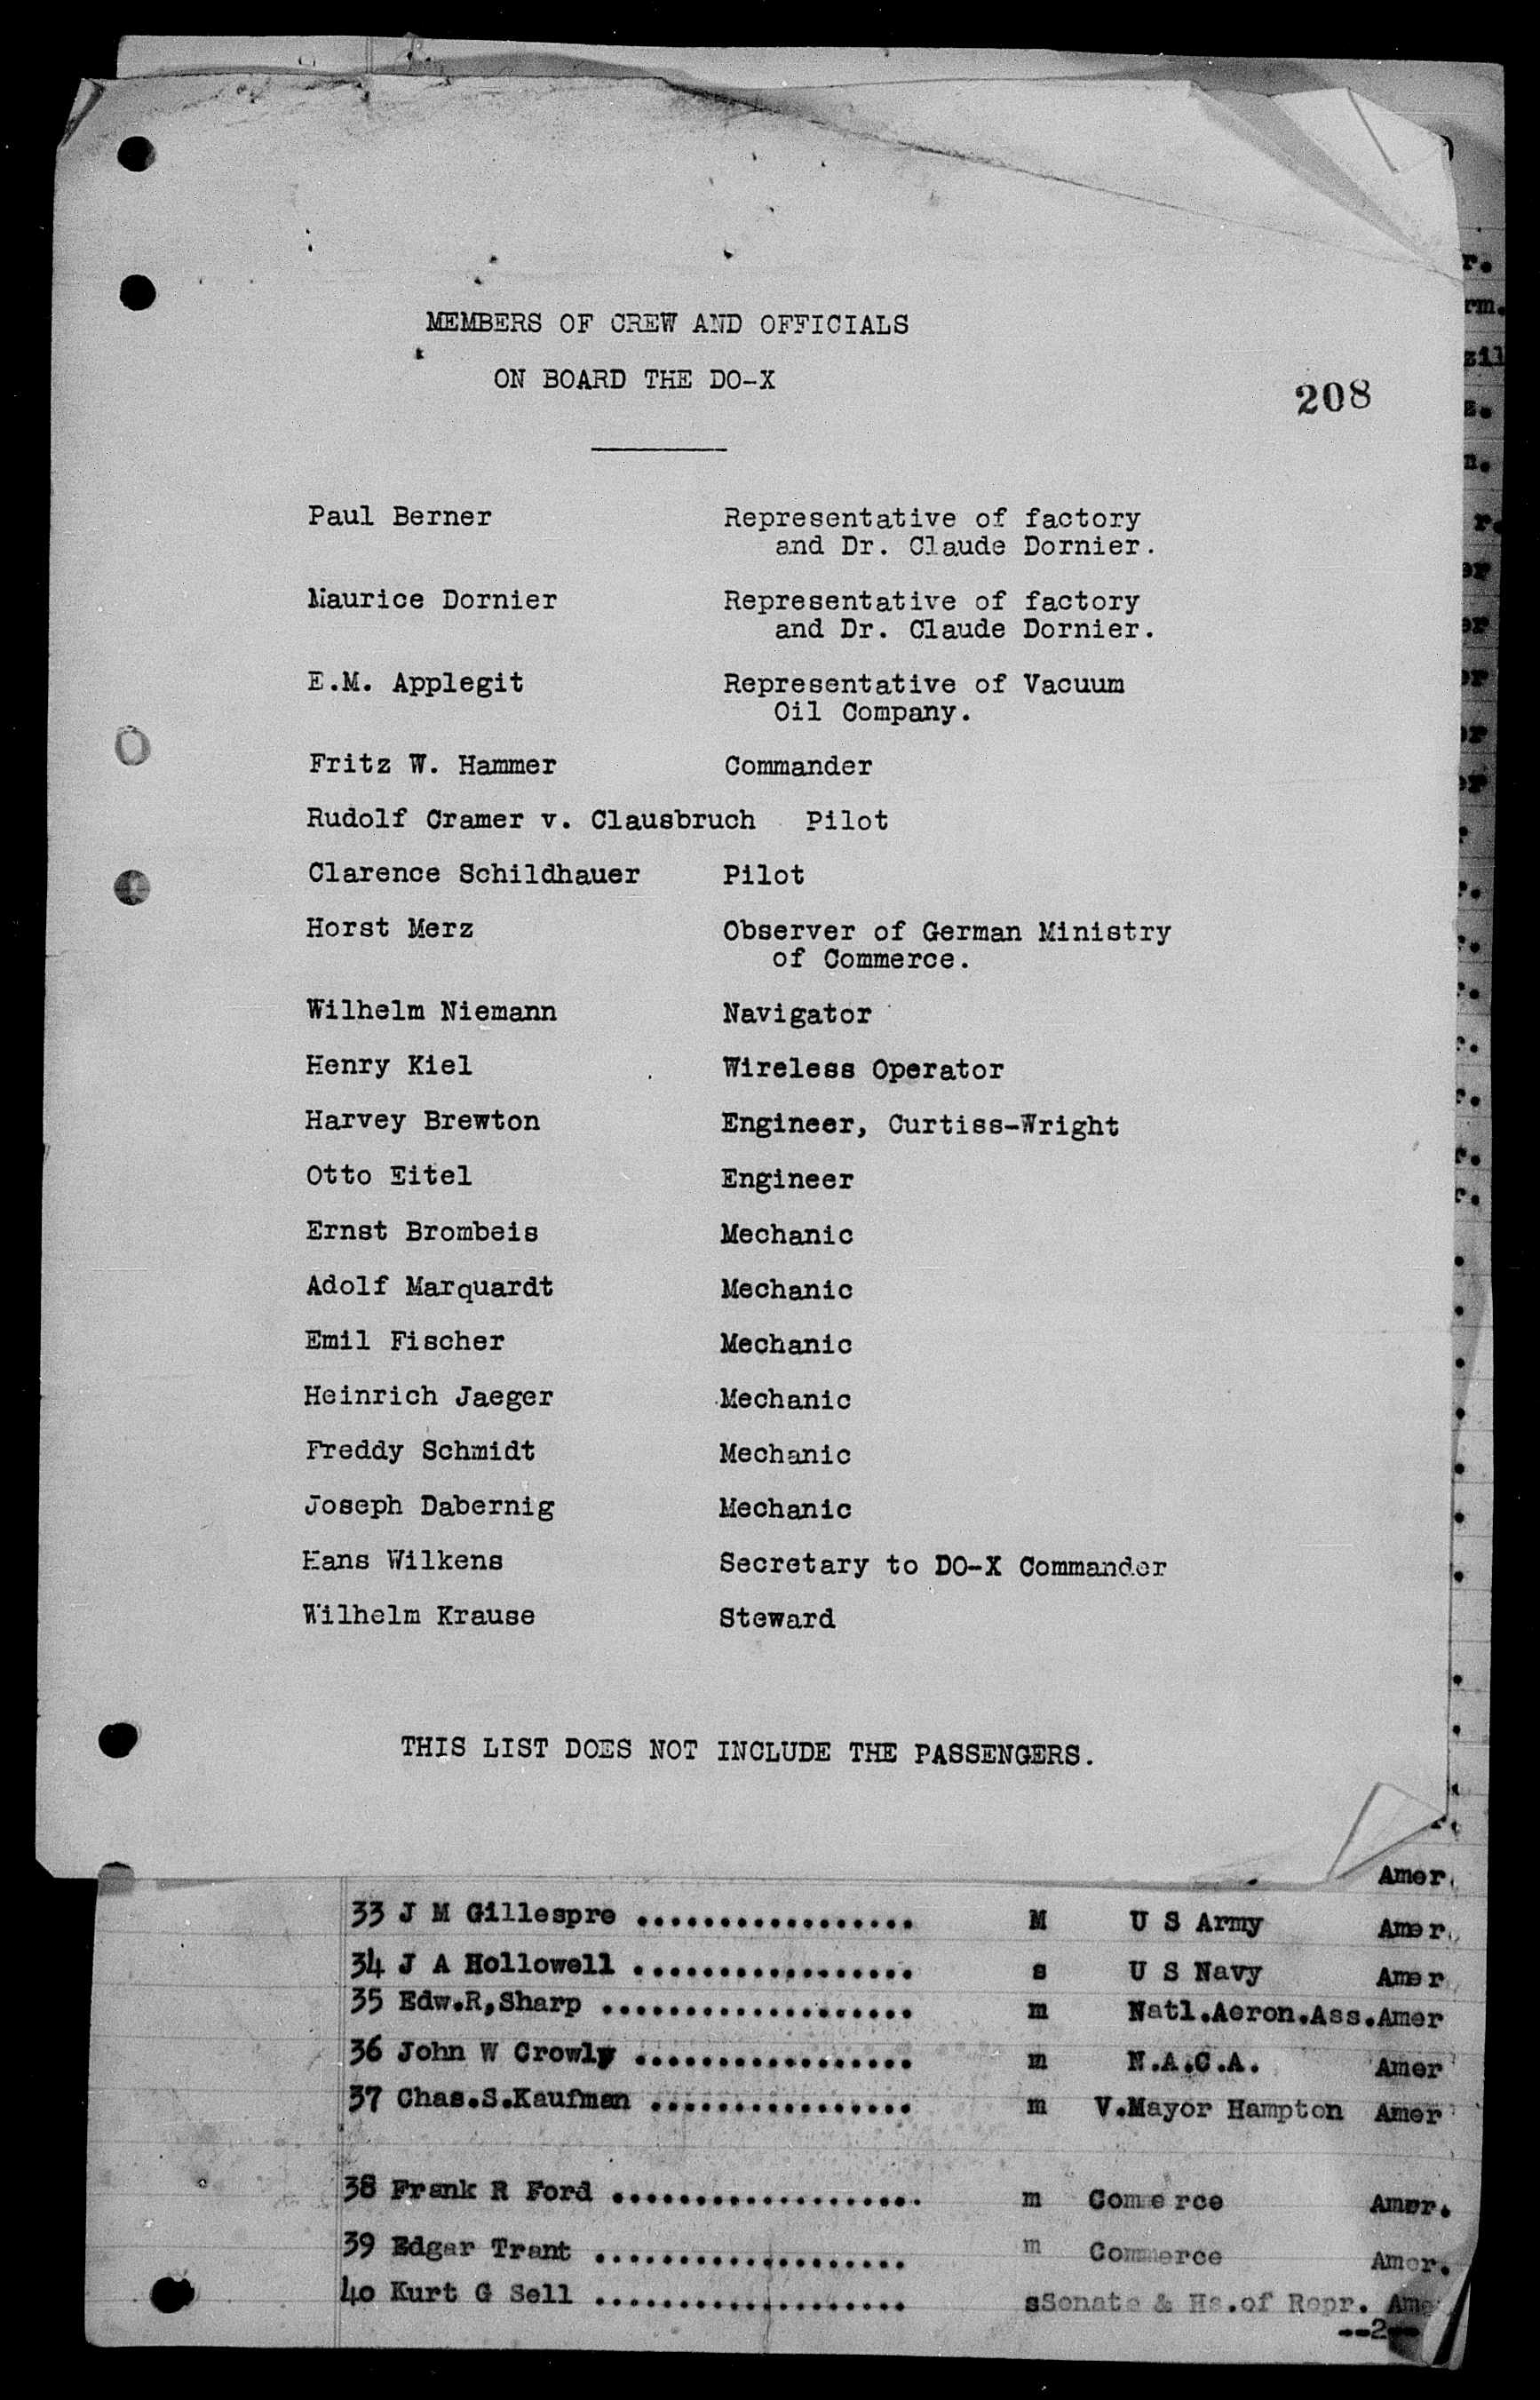 MEMBERS OF CREW AND OFFICIALS
ON BOARD THE DO-X
208
Paul Berner Representative of factory
and Dr. Claude Dornier.
Maurice Dornier Representative of factory
and Dr. Claude Dornier.
E.M. Applegit Representative of Vacuum
Oil Company.
Fritz W. Hammer Commander
Rudolf Cramer v. Clausbruch Pilot
Clarence Schildhauer Pilot
Horst Merz Observer of German Ministry
of Commerce.
Wilhelm Niemann Navigator
Henry Kiel Wireless Operator
Harvey Brewton Engineer, Curtiss-Wright
Otto Eitel Engineer
Ernst Brombeis Mechanic
Adolf Marquardt Mechanic
Emil Fischer Mechanic
Heinrich Jaeger Mechanic
Freddy Schmidt Mechanic
Joseph Dabernig Mechanic
Hans Wilkens Secretary to DO-X Commander
Wilhelm Krause Steward
THIS LIST DOES NOT INCLUDE THE PASSENGERS.
Amer.
33 J M Gillespre ................. M U S Army Amer.
34 J A Hollowell ................. s U S Navy Amer
35 Edw.R,Sharp ................... m Natl.Aeron.Ass.Amer
36 John W Crowly ................. m N.A.C.A. Amer
37 Chas.S.Kaufman ................ m V.Mayor Hampton Amer
38 Frank R Ford ................... m Comme rce Amer.
39 Edgar Trant ................... m Commerce Amer.
40 Kurt G Sell ................... sSenate & Hs.of Repr. Ame
--2--